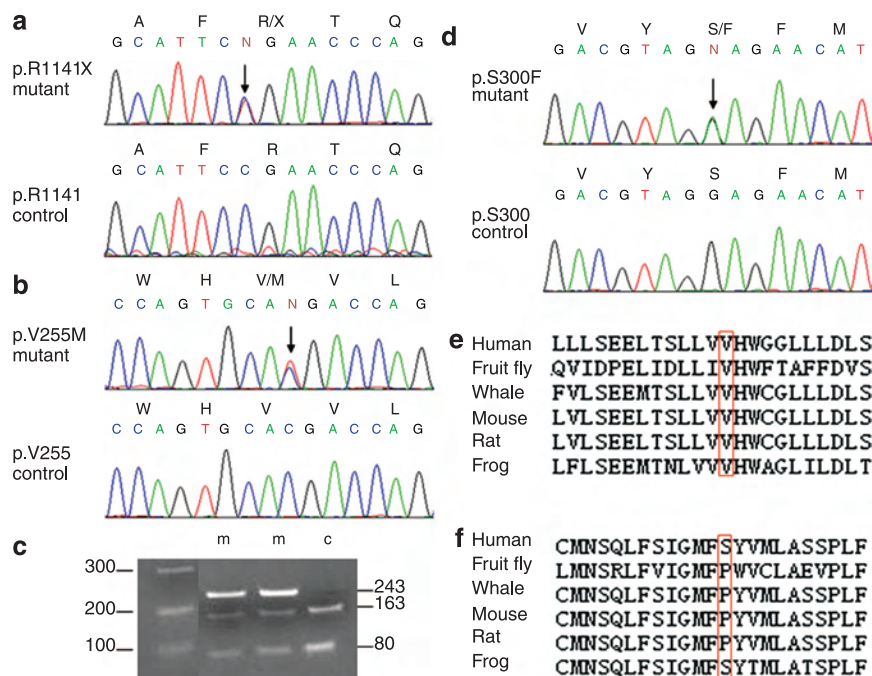 a
A F R/X T Q
G C A T T C N G A A C C C A G
p.R1141X
mutant
A F R T Q
G C A T T C C G A A C C C A G
p.R1141
control
b
W H V/M V L
C C A G T G C A N G A C C A G
p.V255M
mutant
W H V V L
C C A G T G C A C G A C C A G
p.V255
control
c
m m c
300
200
100
243
163
80
d
V Y S/F F M
G A C G T A G N A G A A C A T
p.S300F
mutant
V Y S F M
G A C G T A G G A G A A C A T
p.S300
control
e
Human LLLSEELTSLLVVHWGGLLLDLS
Fruit fly QVIDPELIDLLIVHWFTAFFDVS
Whale FVLSEEMTSLLVVHWCGLLLDLS
Mouse LVLSEEMTSLLVVHWCGLLLDLS
Rat LVLSEELTSLLVVHWCGLLLDLS
Frog LFLSEEMTNLVVVHWAGLILDLT
f
Human CMNSQLFSIGMFSYVMLASSPLF
Fruit fly LMNSRLFVIGMFPWVCLAEVPLF
Whale CMNSQLFSIGMFPYVMLASSPLF
Mouse CMNSQLFSIGMFPYVMLASSPLF
Rat CMNSQLFSIGMFPYVMLASSPLF
Frog CMNSQLFSIGMFSYTMLATSPLF